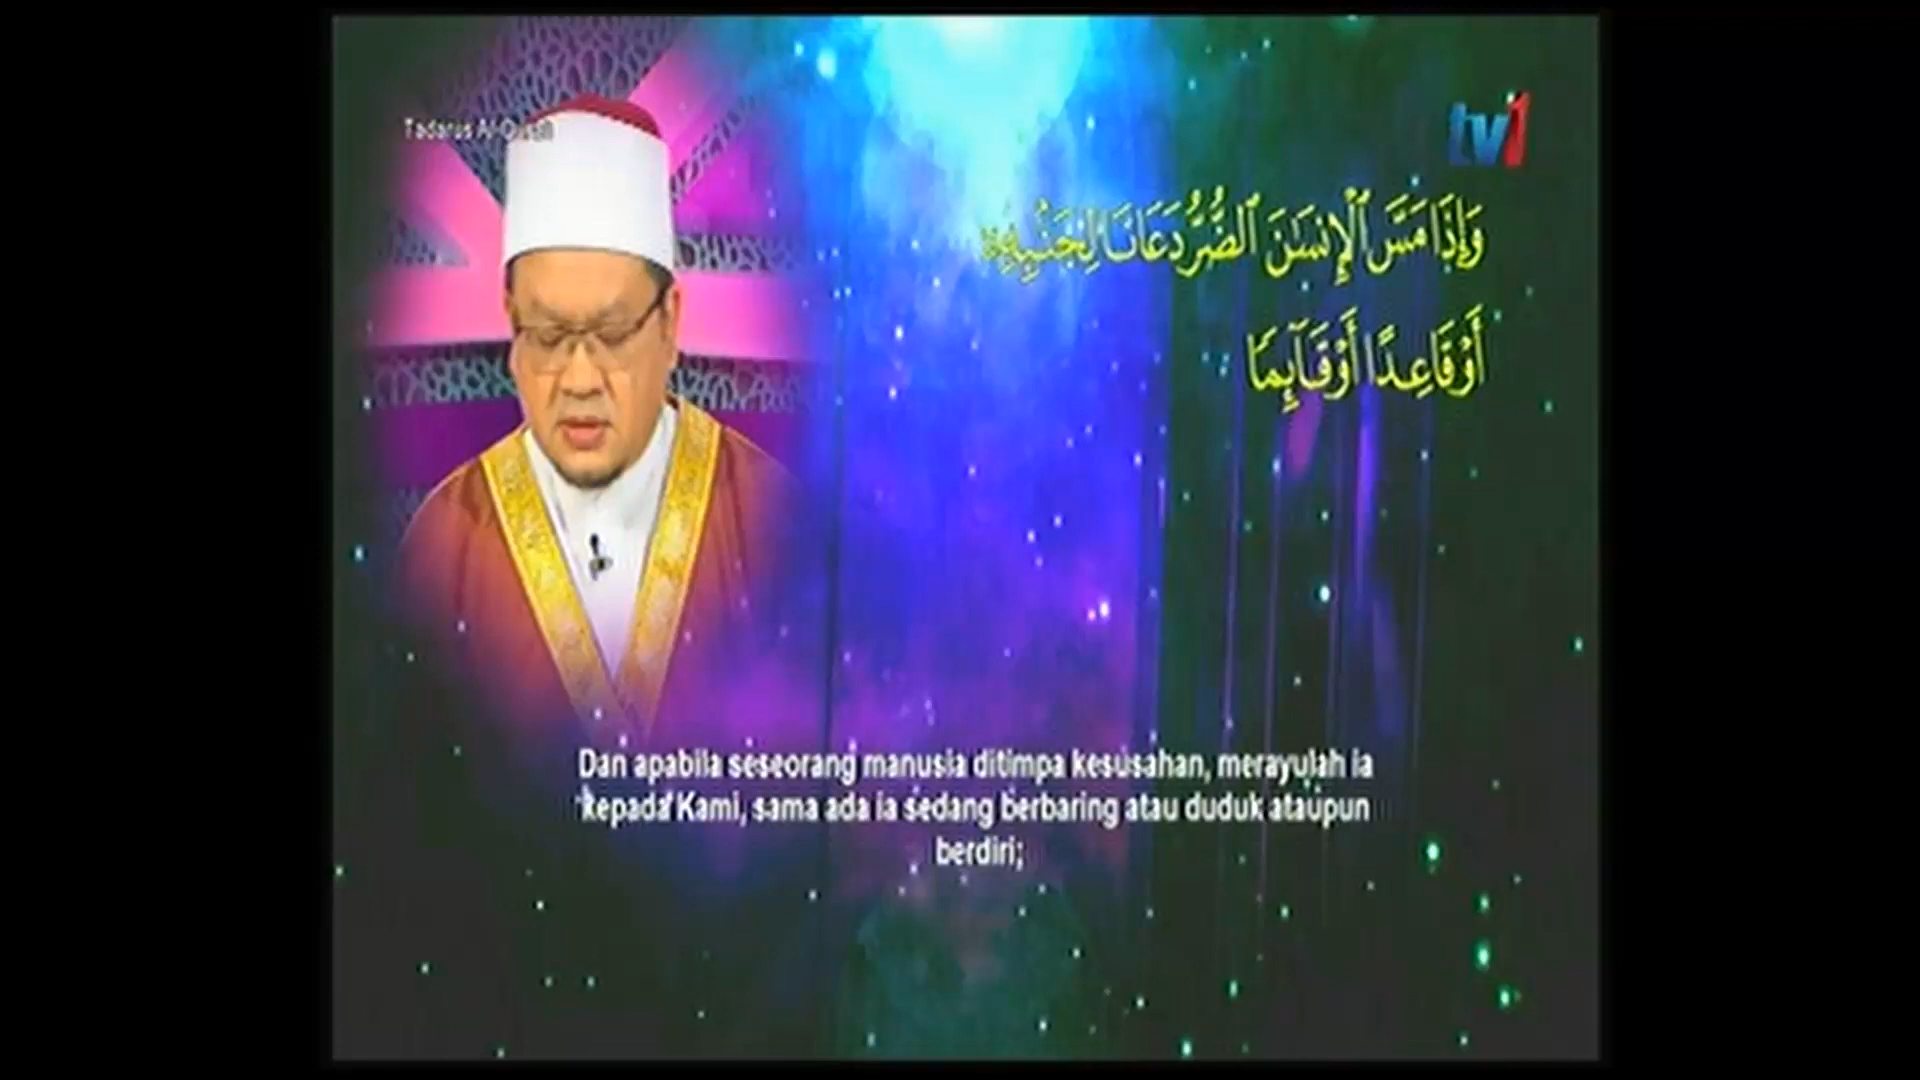 Tadarus Al-Quran
tv1
وَإِذَا مَسَّ ٱلْإِنسَٰنَ ٱلضُّرُّ دَعَانَا لِجَنۢبِهِۦٓ
أَوْ قَاعِدًا أَوْ قَآئِمًا
Dan apabila seseorang manusia ditimpa kesusahan, merayulah ia
kepada Kami, sama ada ia sedang berbaring atau duduk ataupun
berdiri;